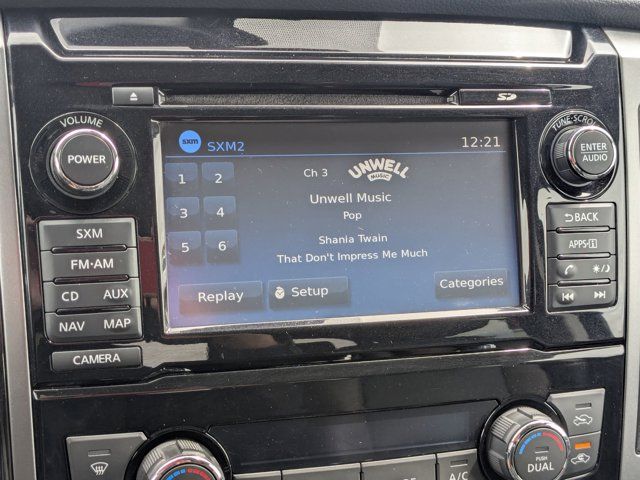 SD
VOLUME
POWER
TUNE·SCROLL
ENTER
AUDIO
sxm SXM2
12:21
1 2
3 4
5 6
Ch 3
UNWELL
MUSIC
Unwell Music
Pop
Shania Twain
That Don't Impress Me Much
Replay
Setup
Categories
SXM
FM·AM
CD AUX
NAV MAP
CAMERA
BACK
APPS·i
PUSH
DUAL
A/C